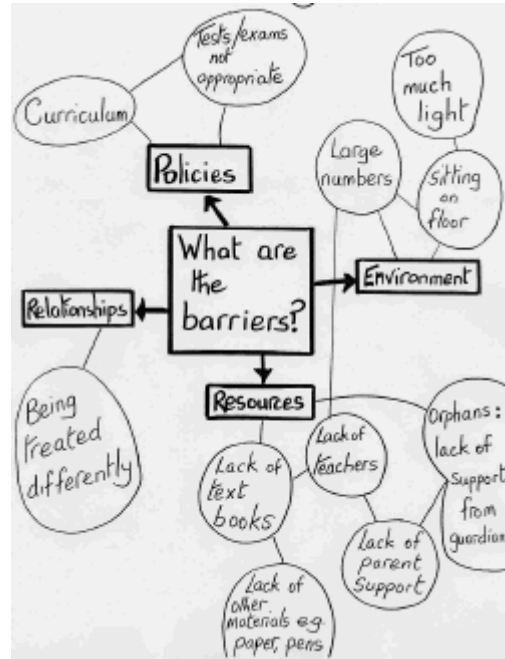 Tests/exams
not
appropriate
Curriculum
Policies
Too
much
light
Large
numbers
Sitting
on
floor
What are
the
barriers?
Environment
Relationships
Being
treated
differently
Resources
Lack of
text
books
Lack of
teachers
Orphans:
lack of
Support
from
guardian
Lack of
parent
Support
Lack of
other
materials e.g.
paper, pens